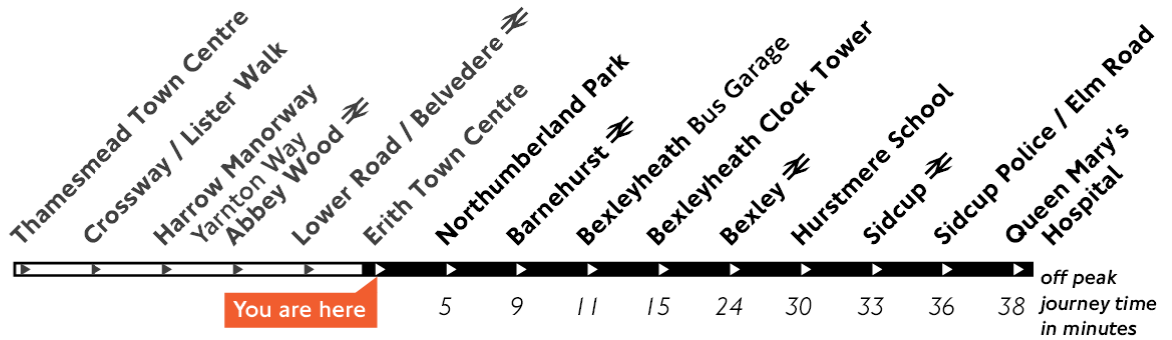 Thamesmead Town Centre
Crossway / Lister Walk
Harrow Manorway
Yarnton Way
Abbey Wood
Lower Road / Belvedere
Erith Town Centre
Northumberland Park
Barnehurst
Bexleyheath Bus Garage
Bexleyheath Clock Tower
Bexley
Hurstmere School
Sidcup
Sidcup Police / Elm Road
Queen Mary's
Hospital
You are here
5 9 11 15 24 30 33 36 38
off peak
journey time
in minutes